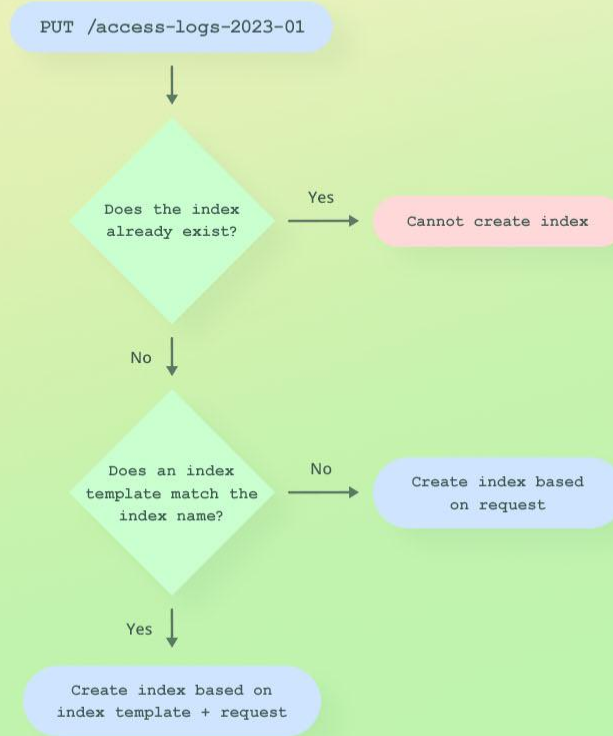 PUT /access-logs-2023-01
Does the index
already exist?
Yes
Cannot create index
No
Does an index
template match the
index name?
No
Create index based
on request
Yes
Create index based on
index template + request